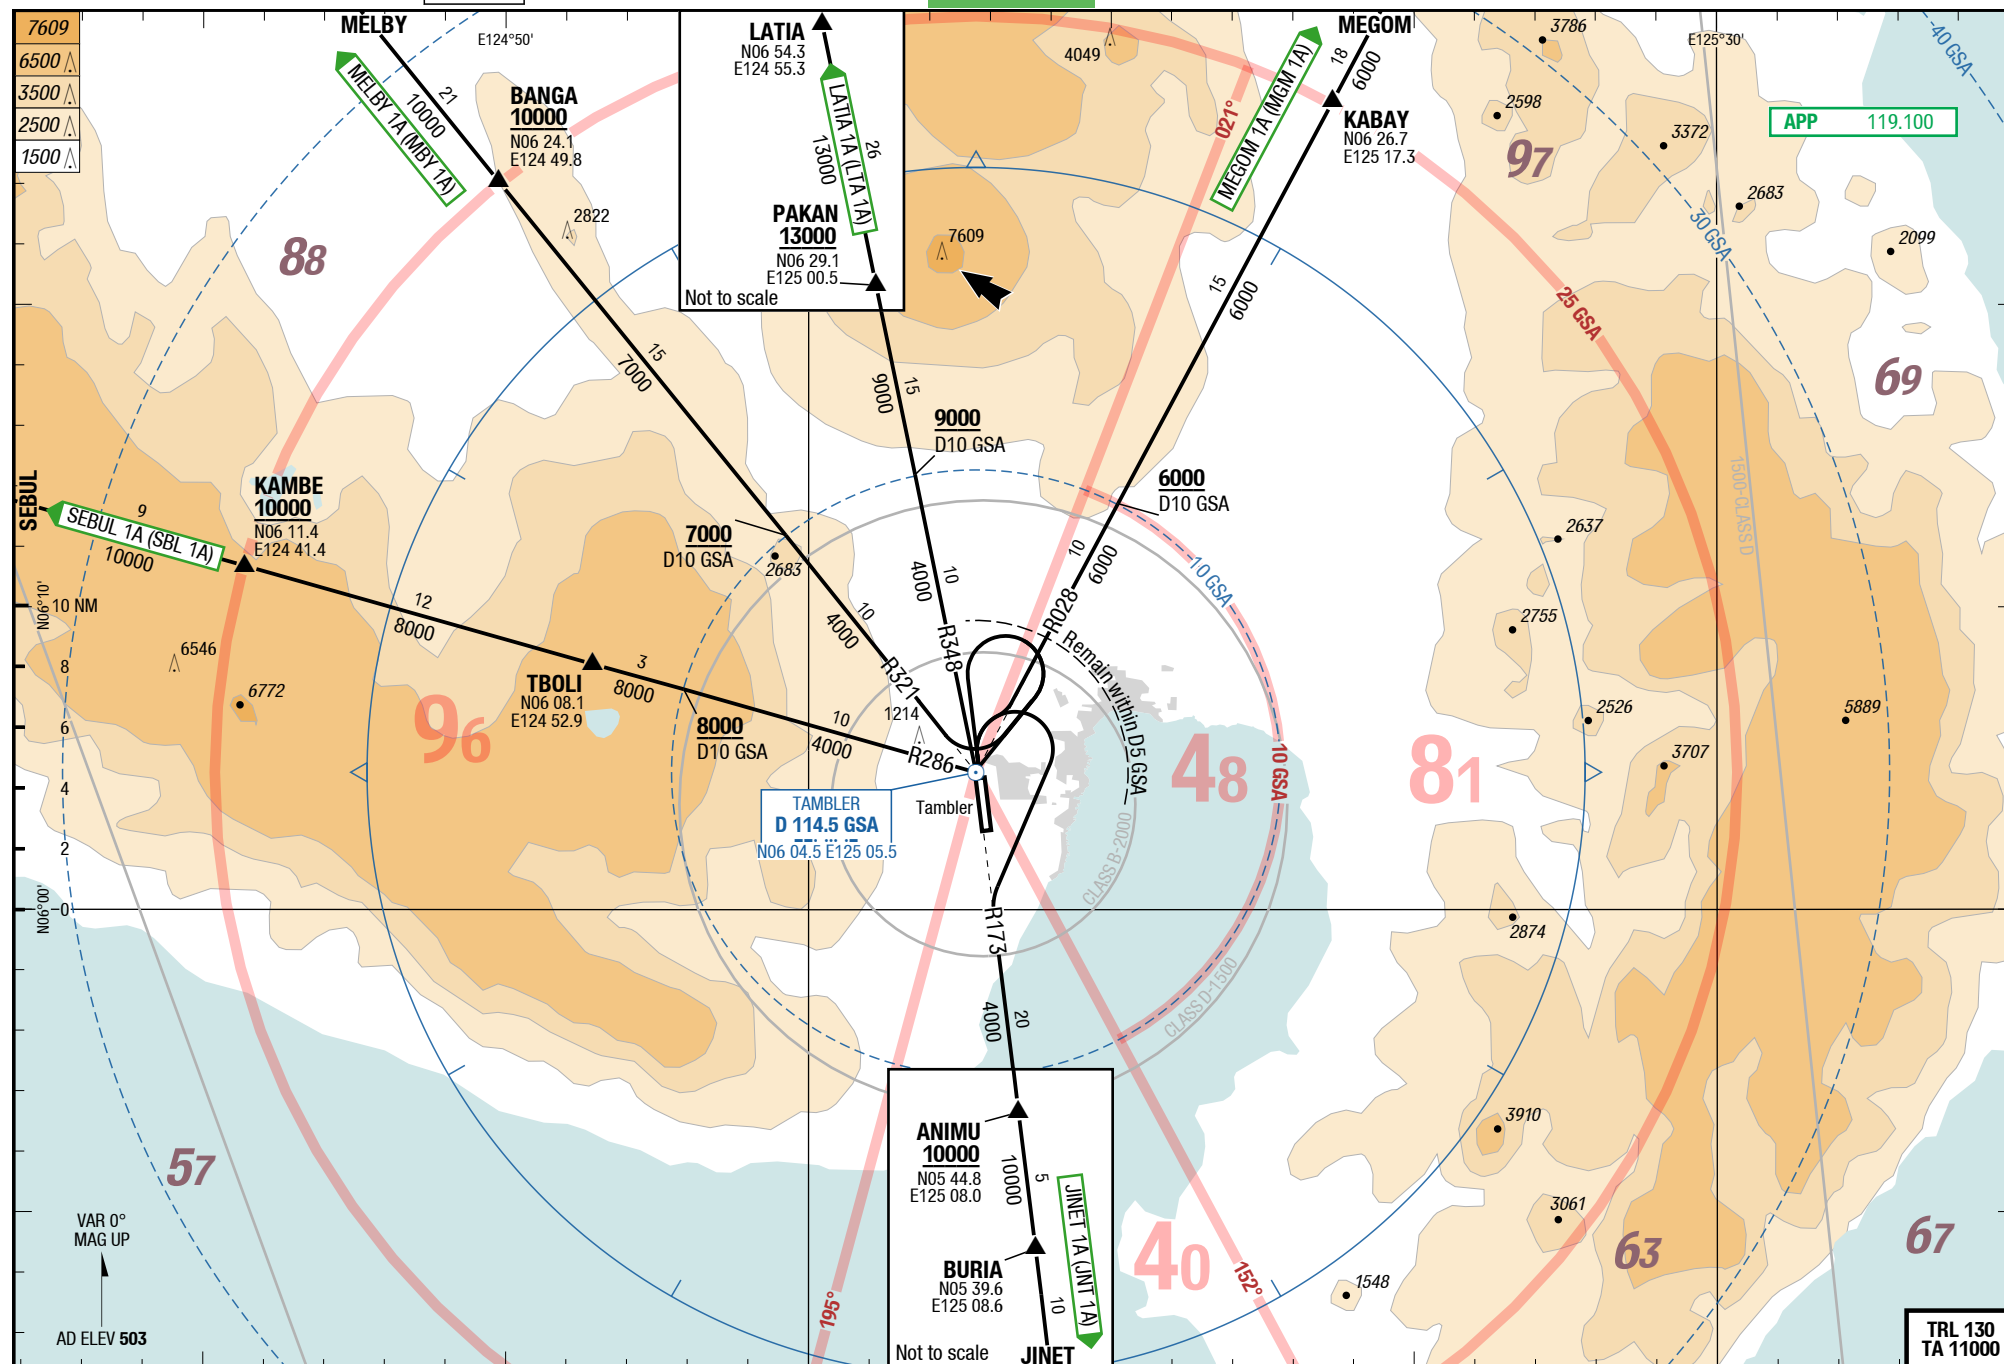 7609
6500
3500
2500
1500
MELBY
E124°50'
MELBY 1A (MBY 1A)
21
10000
BANGA
10000
N06 24.1
E124 49.8
2822
88
LATIA
N06 54.3
E124 55.3
LATIA 1A (LTA 1A)
26
13000
PAKAN
13000
N06 29.1
E125 00.5
Not to scale
4049
7609
021°
MEGOM 1A (MGM 1A)
MEGOM
18
6000
KABAY
N06 26.7
E125 17.3
3786
2598
3372
2683
2099
97
E125°30'
40 GSA
APP 119.100
30 GSA
25 GSA
69
1500-CLASS D
15
7000
15
9000
15
6000
9000
D10 GSA
6000
D10 GSA
7000
D10 GSA
2683
SEBUL
SEBUL 1A (SBL 1A)
9
10000
KAMBE
10000
N06 11.4
E124 41.4
12
8000
TBOLI
N06 08.1
E124 52.9
3
8000
8000
D10 GSA
10
4000
R286
10
4000
R321
10
4000
R348
10
6000
R028
10 GSA
Remain within D5 GSA
10 GSA
1214
6546
6772
96
48
81
2637
2755
2526
3707
5889
2874
N06°10'
10 NM
8
6
4
2
0
N06°00'
TAMBLER
D 114.5 GSA
N06 04.5 E125 05.5
Tambler
CLASS B-2000
CLASS D-1500
R173
20
4000
ANIMU
10000
N05 44.8
E125 08.0
5
10000
BURIA
N05 39.6
E125 08.6
10
JINET 1A (JNT 1A)
Not to scale
JINET
195°
152°
40
57
3910
3061
1548
63
67
VAR 0°
MAG UP
AD ELEV 503
TRL 130
TA 11000